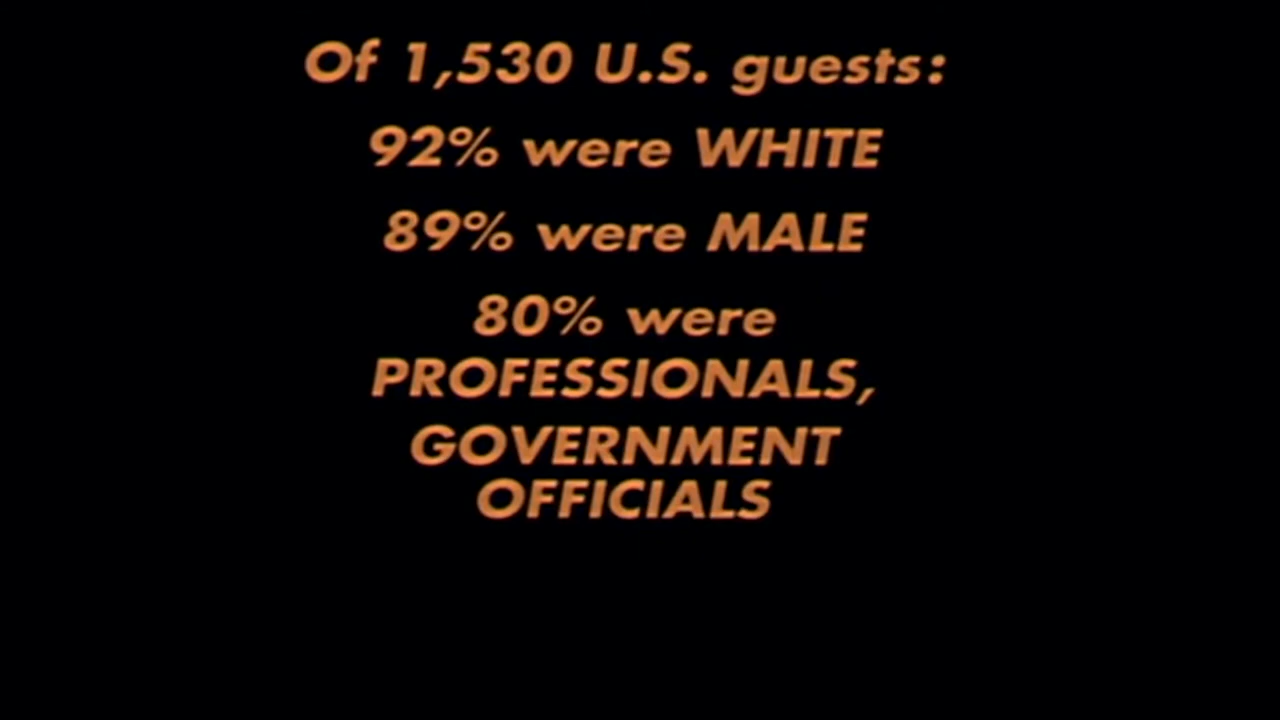 Of 1,530 U.S. guests:
92% were WHITE
89% were MALE
80% were
PROFESSIONALS,
GOVERNMENT
OFFICIALS